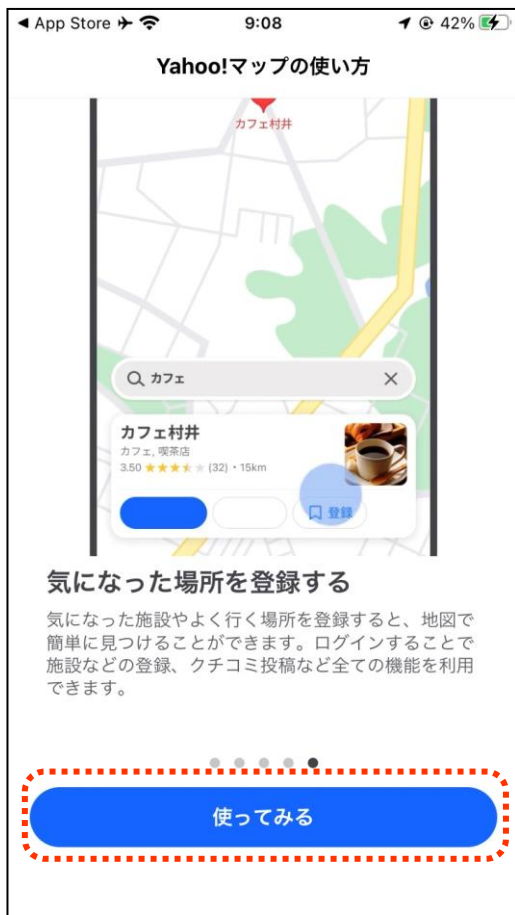 App Store 9:08 42%
Yahoo!マップの使い方
カフェ村井
カフェ
カフェ村井
カフェ, 喫茶店
3.50 (32)・15km
登録
気になった場所を登録する
気になった施設やよく行く場所を登録すると、地図で
簡単に見つけることができます。ログインすることで
施設などの登録、クチコミ投稿など全ての機能を利用
できます。
使ってみる